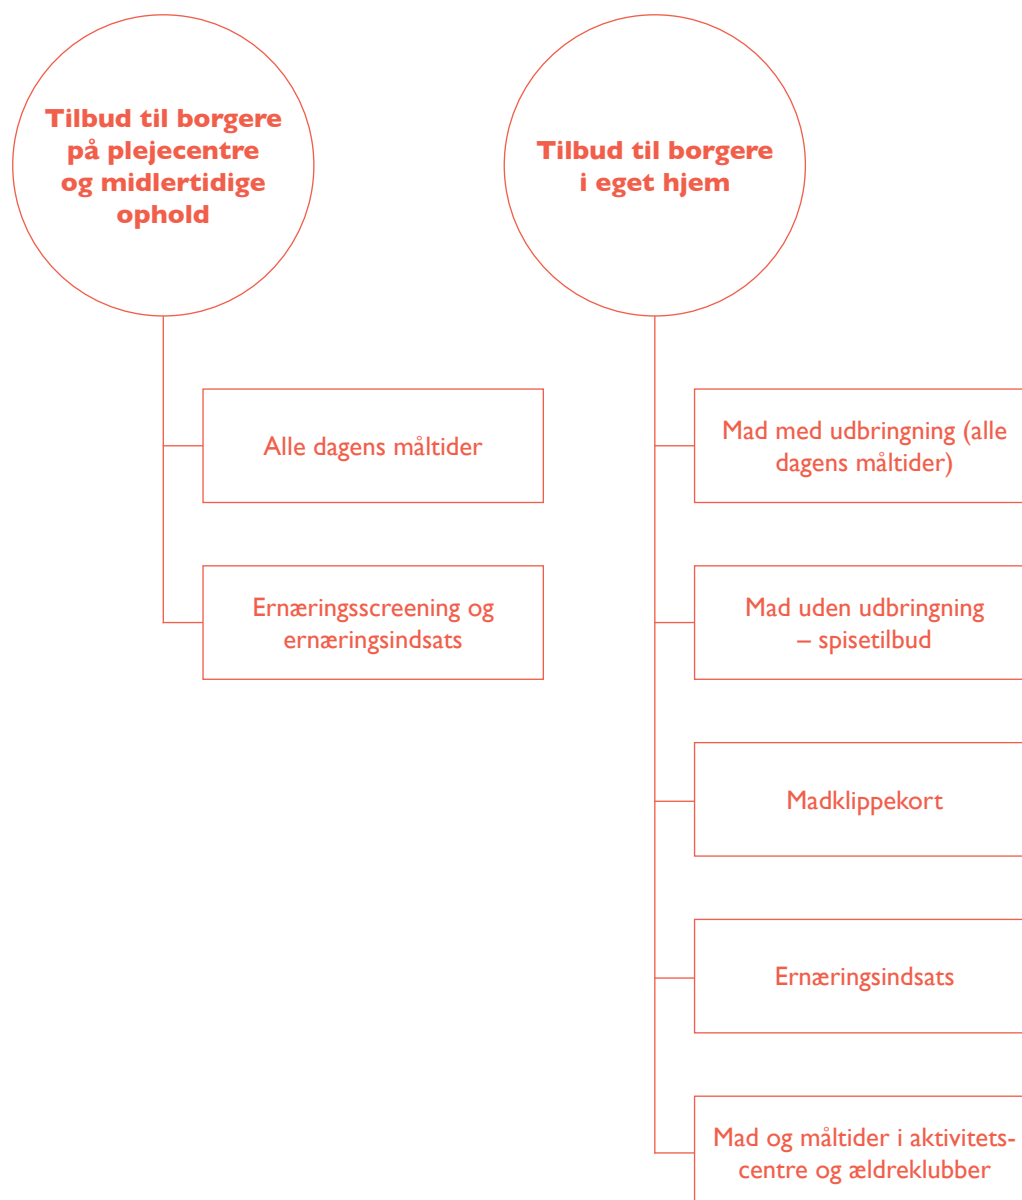 Tilbud til borgere
på plejecentre
og midlertidige
ophold
Alle dagens måltider
Ernæringsscreening og
ernæringsindsats
Tilbud til borgere
i eget hjem
Mad med udbringning (alle
dagens måltider)
Mad uden udbringning
– spisetilbud
Madklippekort
Ernæringsindsats
Mad og måltider i aktivitets-
centre og ældreklubber